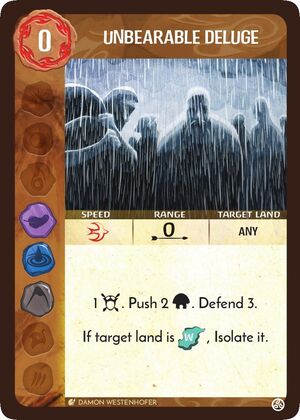 0
UNBEARABLE DELUGE
SPEED
RANGE
TARGET LAND
0
ANY
1 . Push 2 . Defend 3.
If target land is W , Isolate it.
DAMON WESTENHOFER